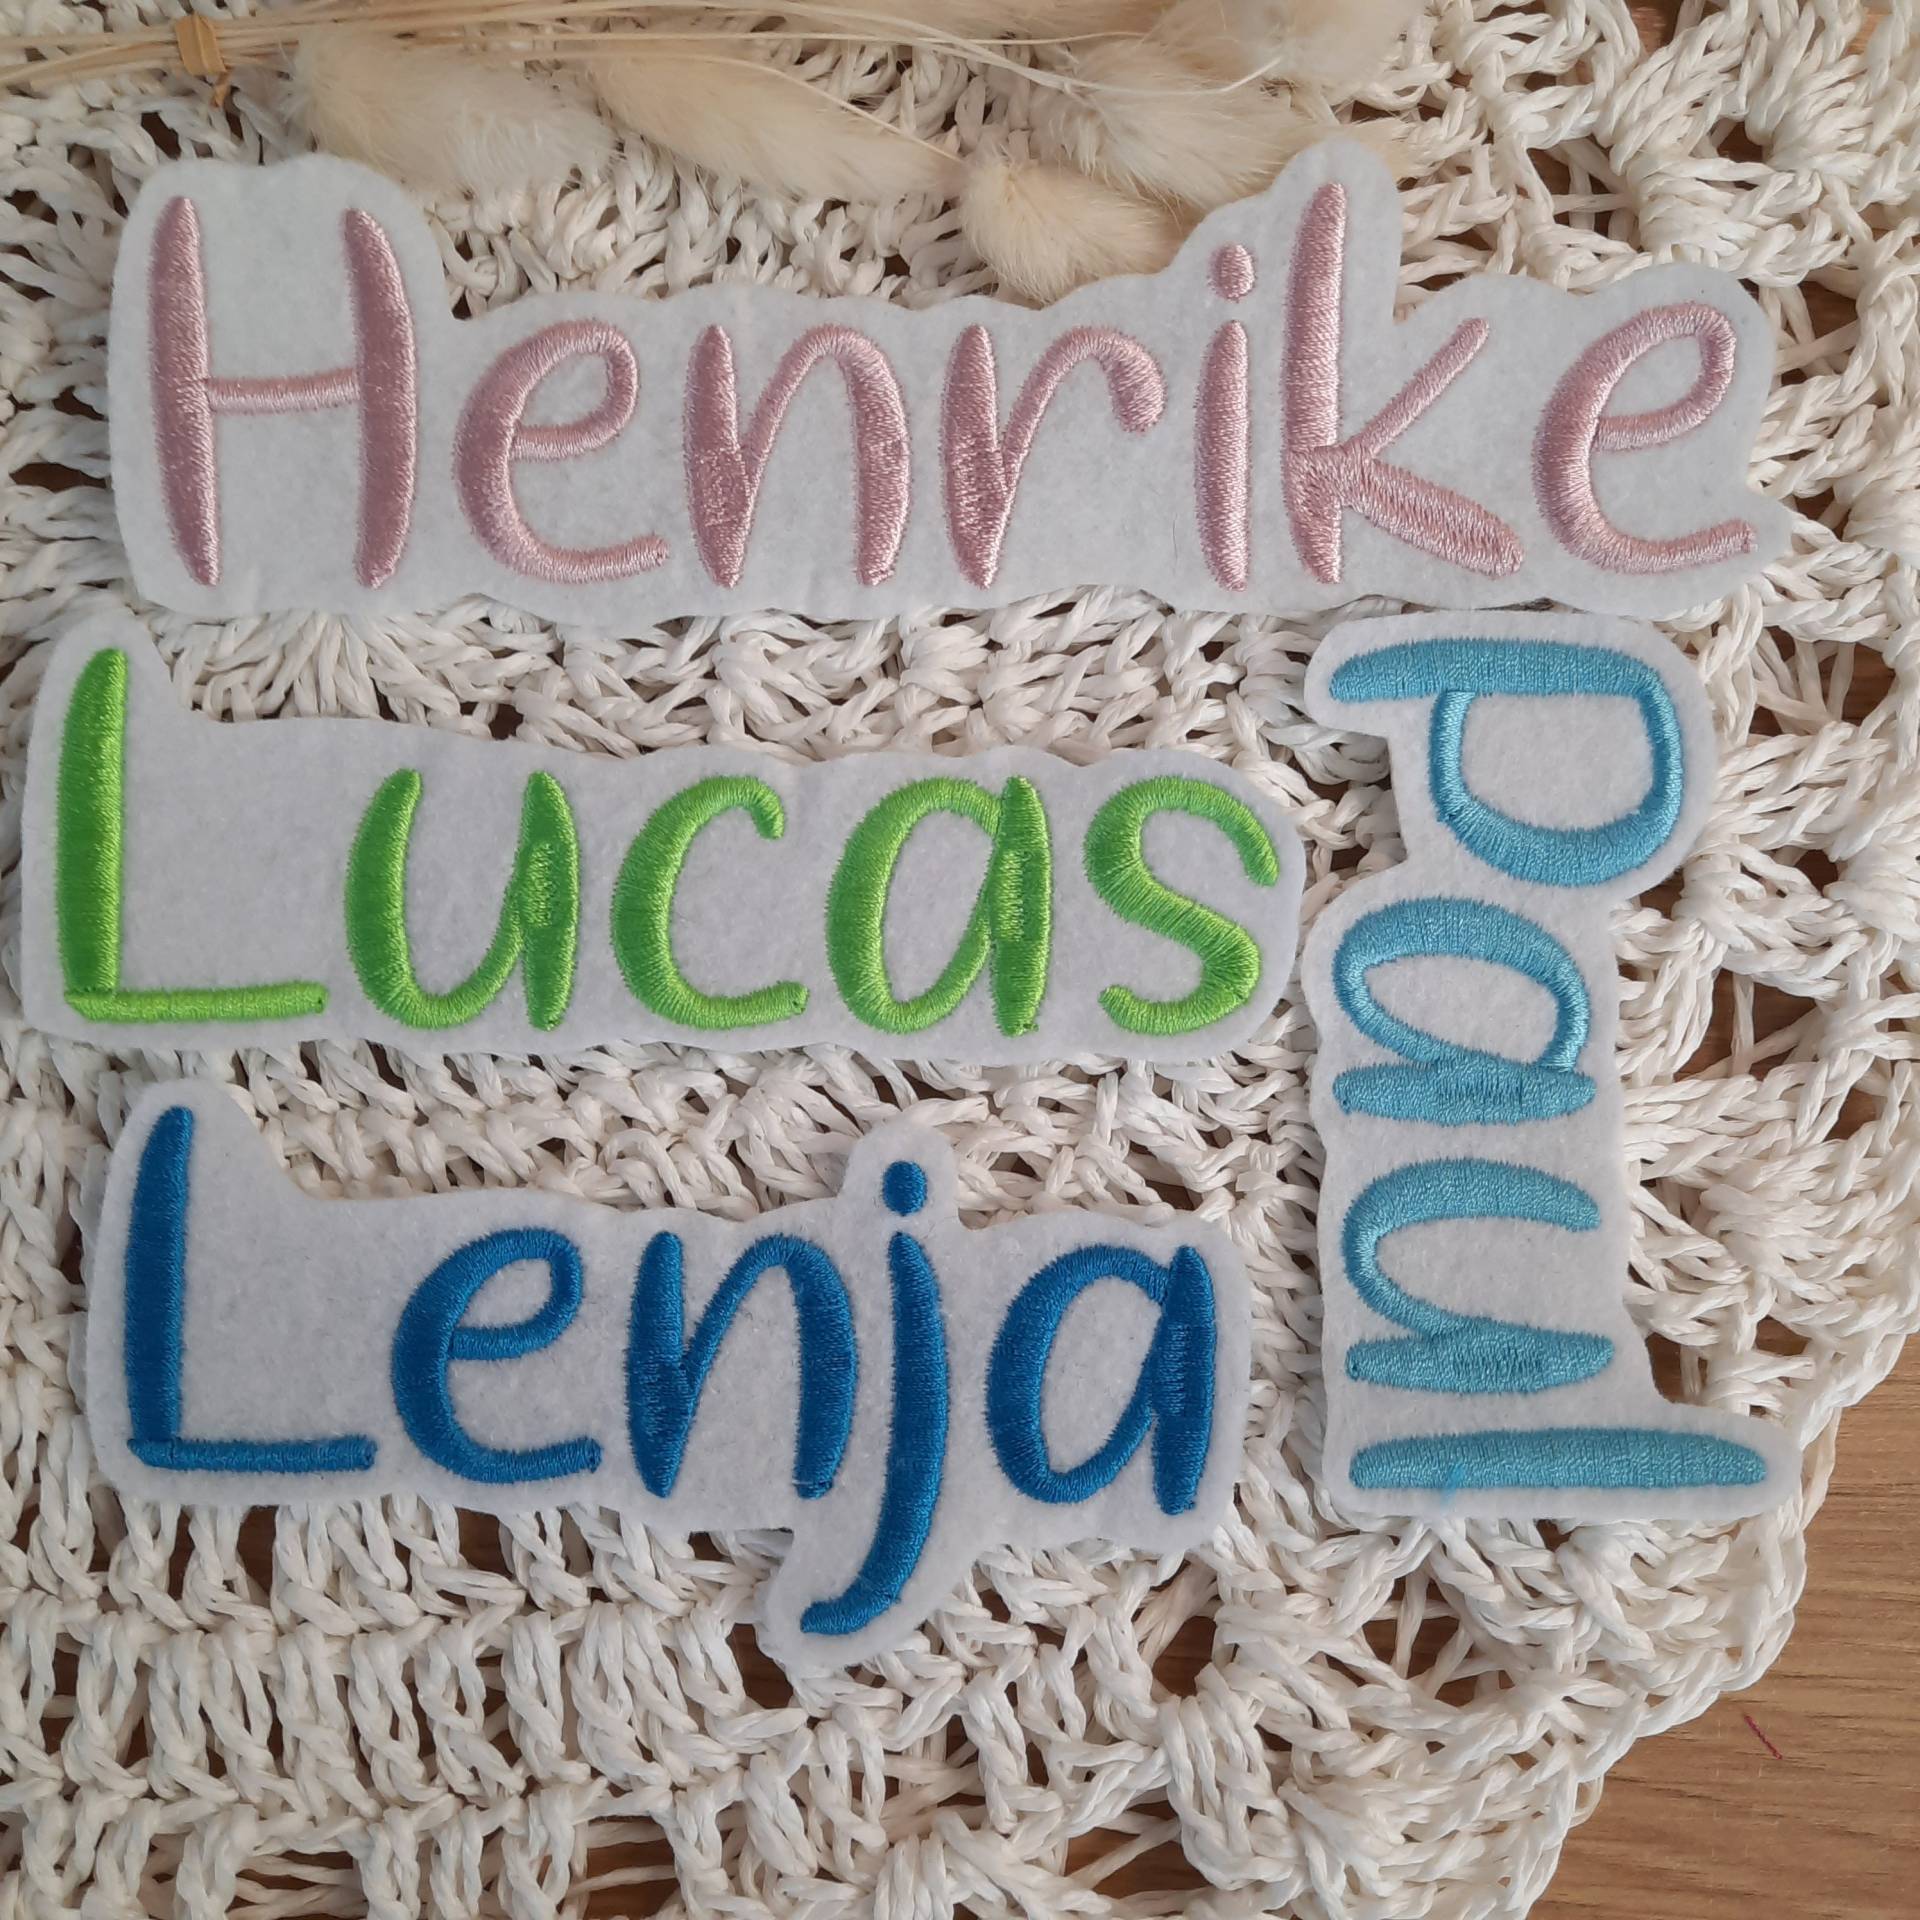 Henrike
Lucas
Paul
Lenja